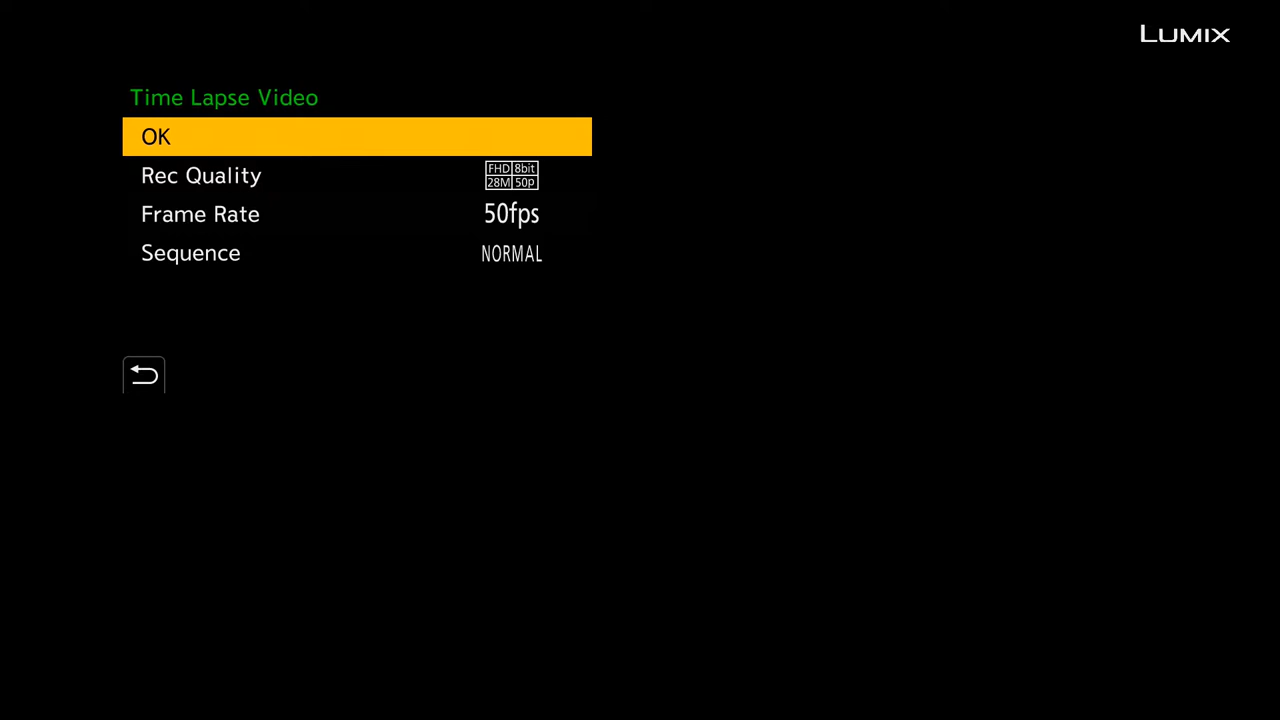 LUMIX
Time Lapse Video
OK
Rec Quality FHD 8bit
28M 50p
Frame Rate 50fps
Sequence NORMAL